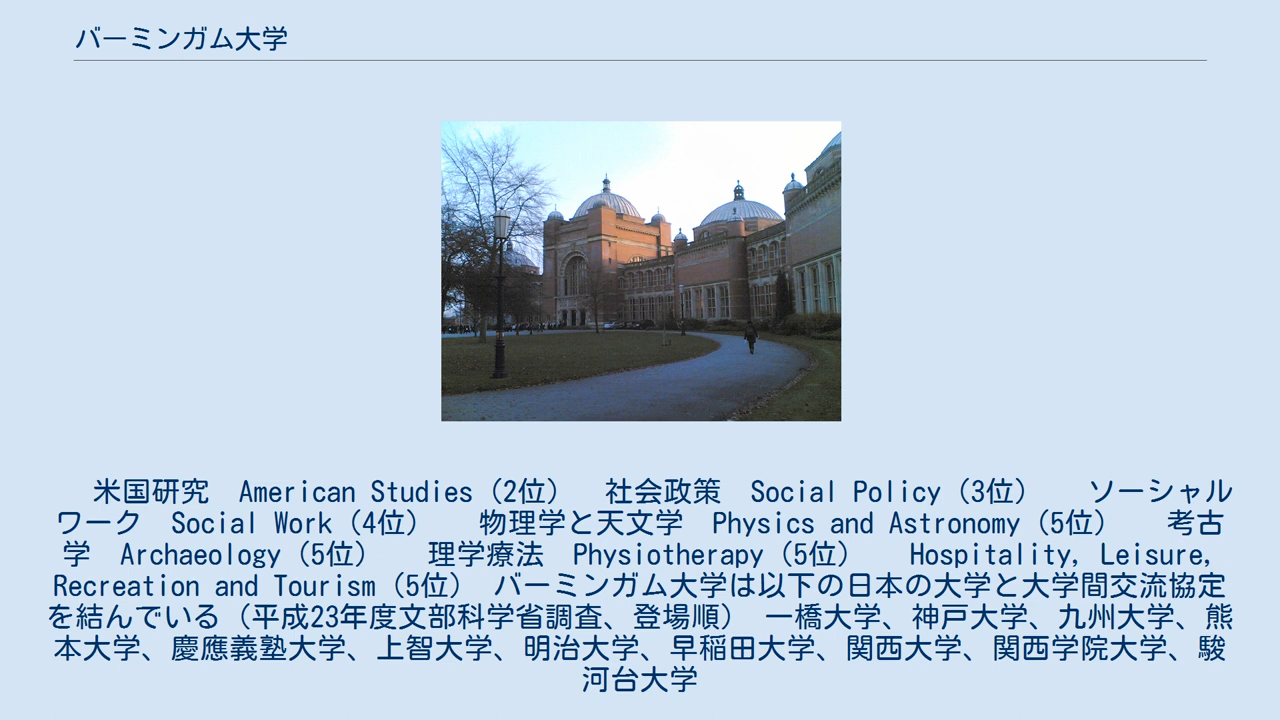 バーミンガム大学
米国研究　American Studies（2位）　社会政策　Social Policy（3位）　　ソーシャル
ワーク　Social Work（4位）　　物理学と天文学　Physics and Astronomy（5位）　　考古
学　Archaeology（5位）　　理学療法　Physiotherapy（5位）　　Hospitality, Leisure,
Recreation and Tourism（5位）　バーミンガム大学は以下の日本の大学と大学間交流協定
を結んでいる（平成23年度文部科学省調査、登場順）　一橋大学、神戸大学、九州大学、熊
本大学、慶應義塾大学、上智大学、明治大学、早稲田大学、関西大学、関西学院大学、駿
河台大学